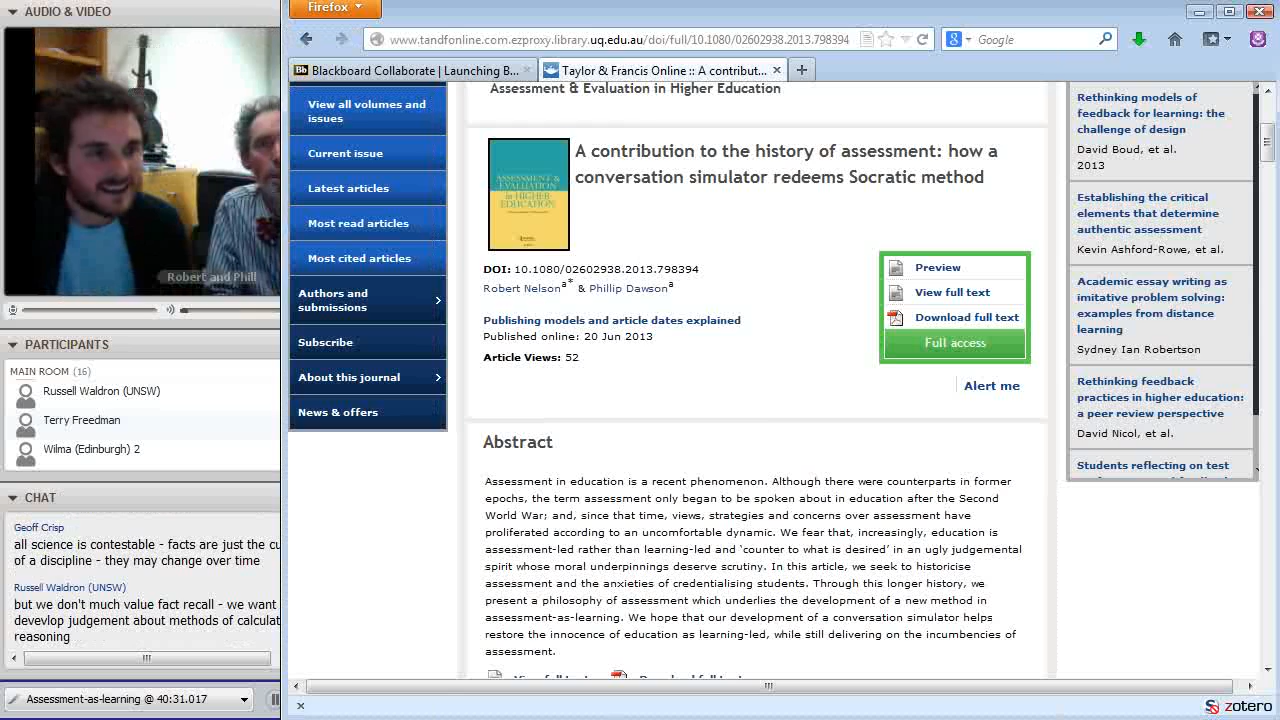 AUDIO & VIDEO
Robert and Phill
PARTICIPANTS
MAIN ROOM (16)
Russell Waldron (UNSW)
Terry Freedman
Wilma (Edinburgh) 2
CHAT
Geoff Crisp
all science is contestable - facts are just the cu
of a discipline - they may change over time
Russell Waldron (UNSW)
but we don't much value fact recall - we want
devevlop judgement about methods of calculat
reasoning
Assessment-as-learning @ 40:31.017
Firefox
www.tandfonline.com.ezproxy.library.uq.edu.au/doi/full/10.1080/02602938.2013.798394
Google
Blackboard Collaborate | Launching B...
Taylor & Francis Online :: A contribut...
View all volumes and
issues
Current issue
Latest articles
Most read articles
Most cited articles
Authors and
submissions
Subscribe
About this journal
News & offers
Assessment & Evaluation in Higher Education
ASSESSMENT &
EVALUATION
in HIGHER
EDUCATION
A contribution to the history of assessment: how a
conversation simulator redeems Socratic method
DOI: 10.1080/02602938.2013.798394
Robert Nelsona* & Phillip Dawsona
Publishing models and article dates explained
Published online: 20 Jun 2013
Article Views: 52
Preview
View full text
Download full text
Full access
Alert me
Abstract
Assessment in education is a recent phenomenon. Although there were counterparts in former
epochs, the term assessment only began to be spoken about in education after the Second
World War; and, since that time, views, strategies and concerns over assessment have
proliferated according to an uncomfortable dynamic. We fear that, increasingly, education is
assessment-led rather than learning-led and ‘counter to what is desired’ in an ugly judgemental
spirit whose moral underpinnings deserve scrutiny. In this article, we seek to historicise
assessment and the anxieties of credentialising students. Through this longer history, we
present a philosophy of assessment which underlies the development of a new method in
assessment-as-learning. We hope that our development of a conversation simulator helps
restore the innocence of education as learning-led, while still delivering on the incumbencies of
assessment.
View full text Download full text
Rethinking models of
feedback for learning: the
challenge of design
David Boud, et al.
2013
Establishing the critical
elements that determine
authentic assessment
Kevin Ashford-Rowe, et al.
Academic essay writing as
imitative problem solving:
examples from distance
learning
Sydney Ian Robertson
Rethinking feedback
practices in higher education:
a peer review perspective
David Nicol, et al.
Students reflecting on test
zotero